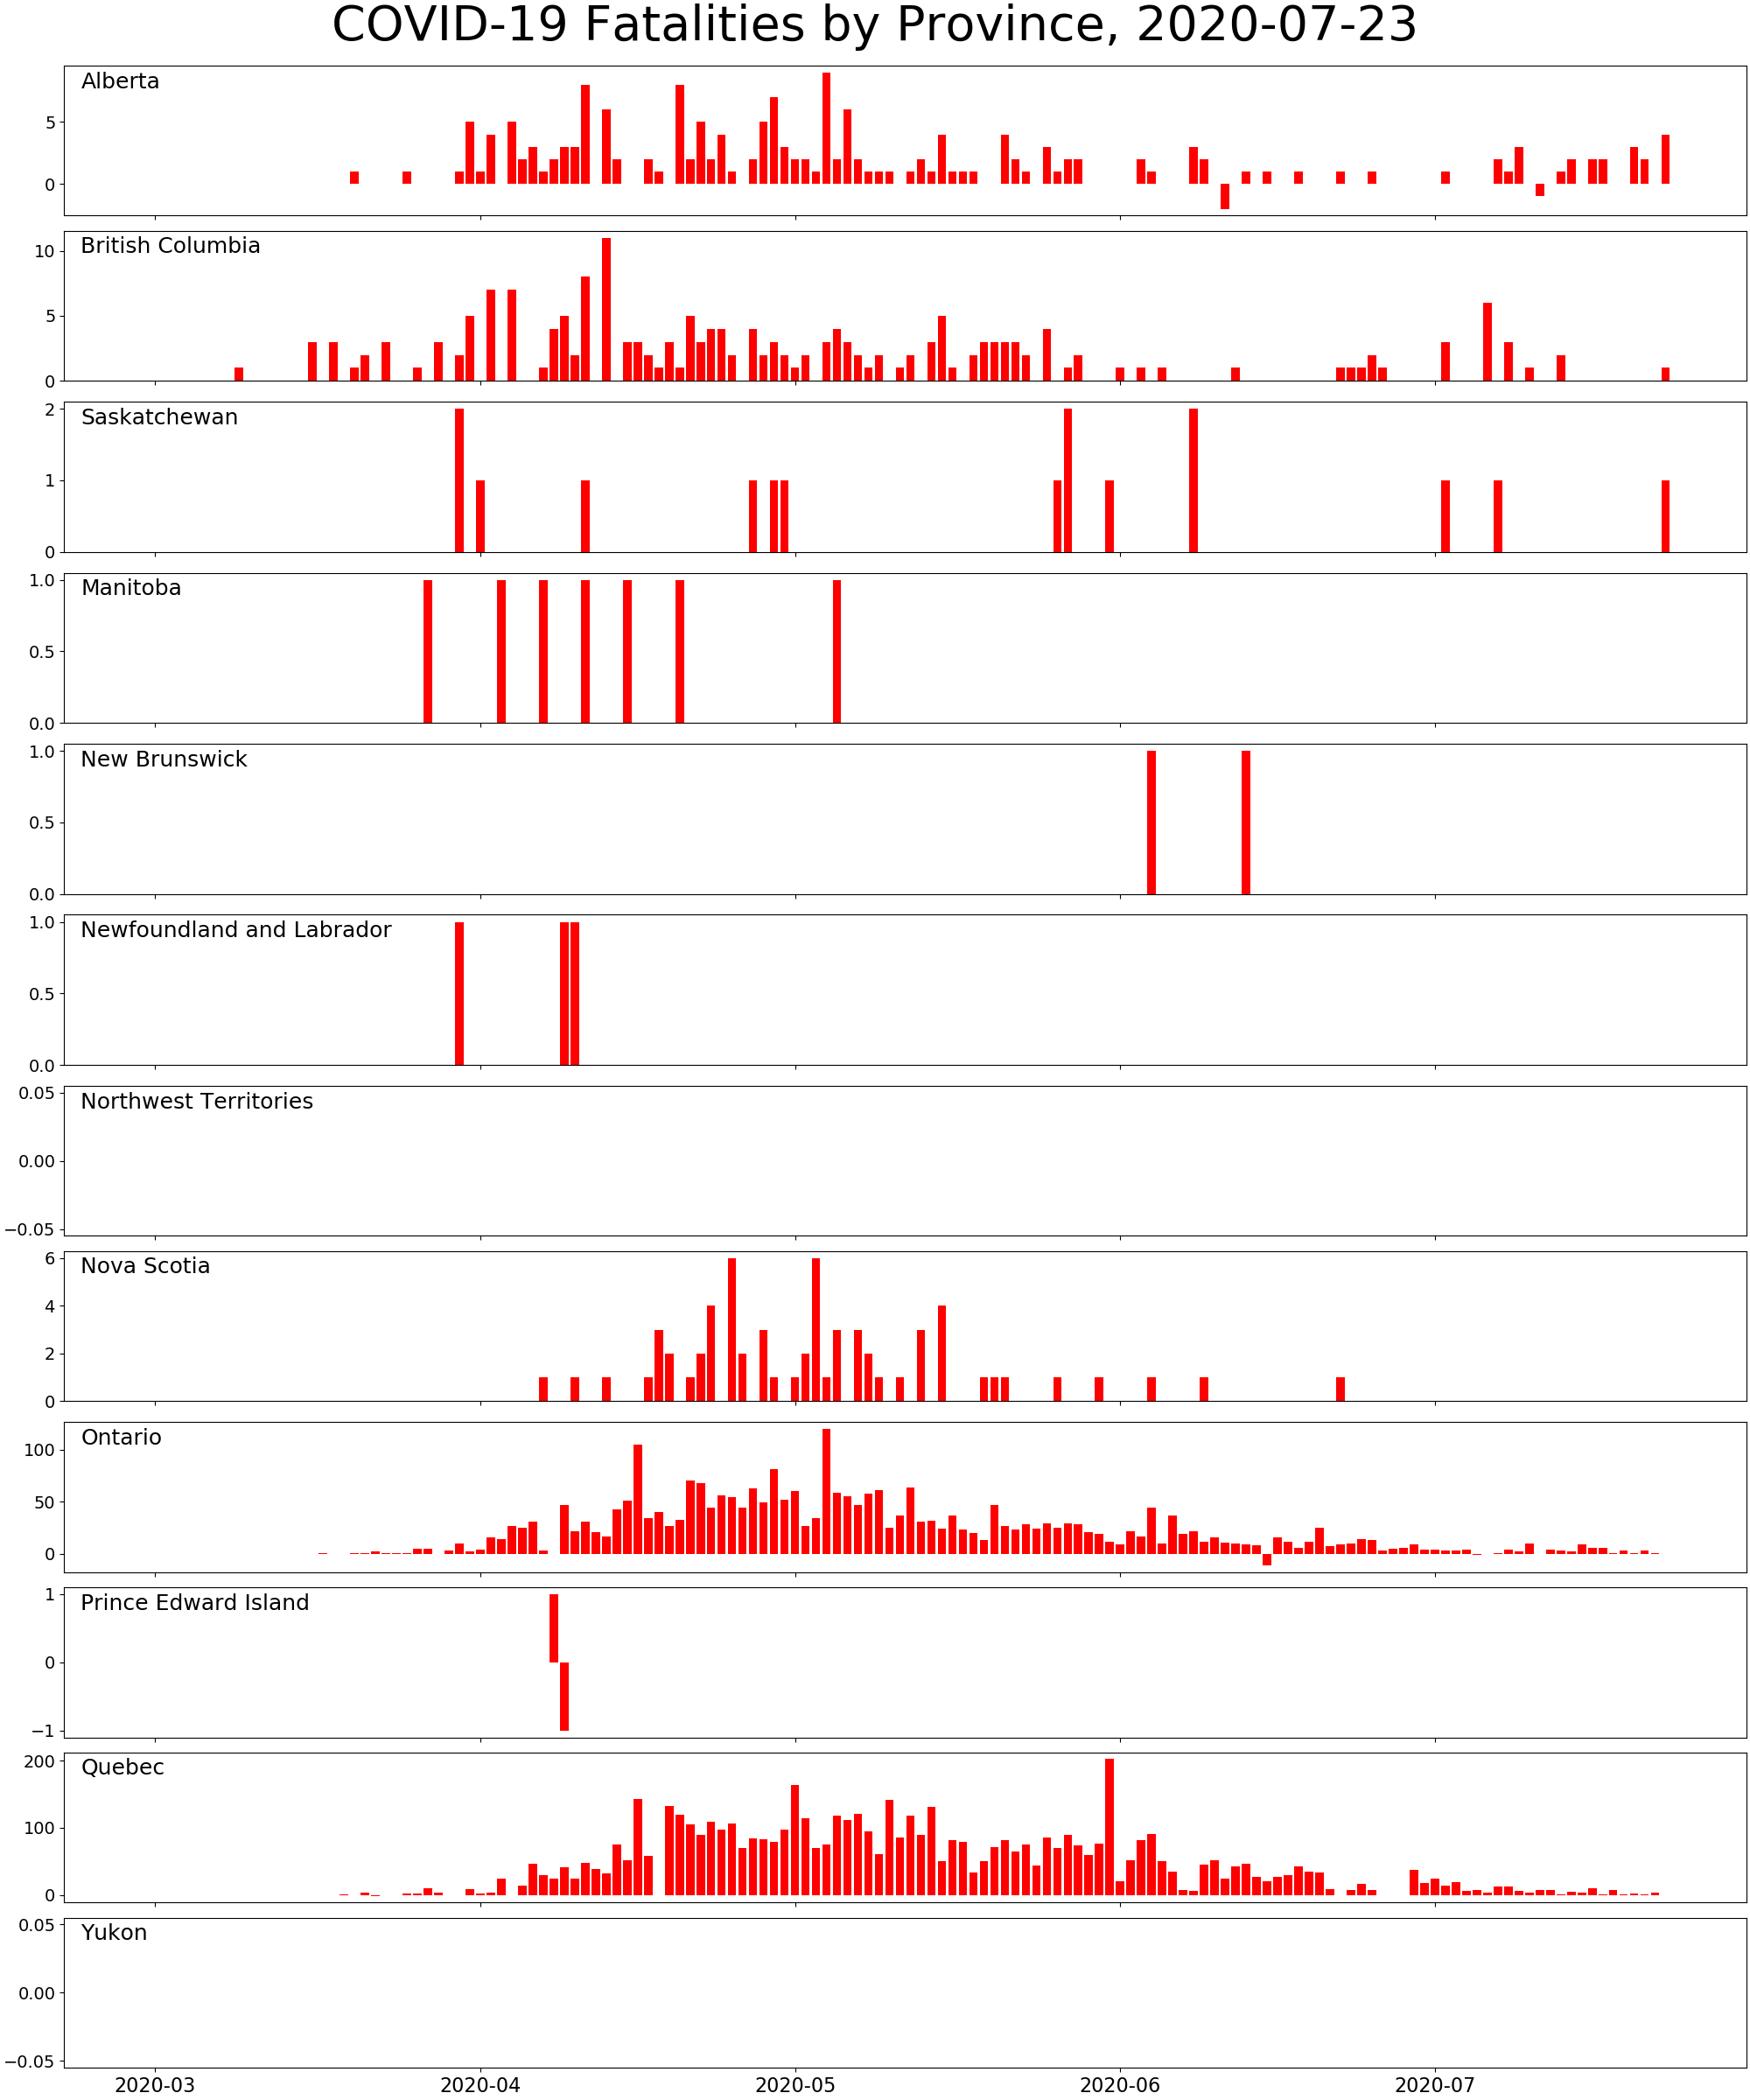 COVID-19 Fatalities by Province, 2020-07-23
Alberta
5
0
British Columbia
10
5
0
Saskatchewan
2
1
0
Manitoba
1.0
0.5
0.0
New Brunswick
1.0
0.5
0.0
Newfoundland and Labrador
1.0
0.5
0.0
Northwest Territories
0.05
0.00
−0.05
Nova Scotia
6
4
2
0
Ontario
100
50
0
Prince Edward Island
1
0
−1
Quebec
200
100
0
Yukon
0.05
0.00
−0.05
2020-03 2020-04 2020-05 2020-06 2020-07